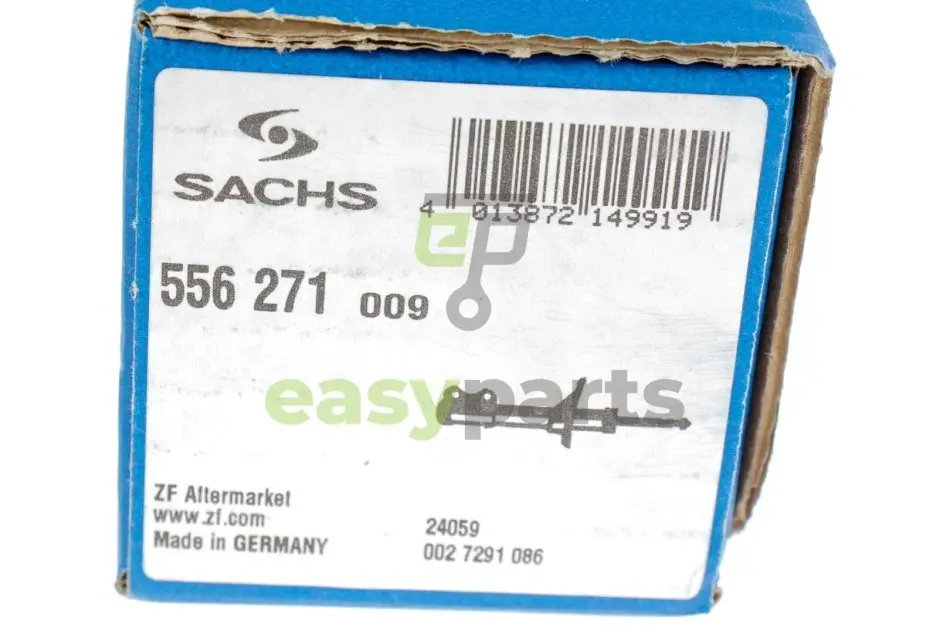 SACHS
4 013872 149919
556 271 009
ep
easyparts
ZF Aftermarket
www.zf.com
Made in GERMANY
24059
002 7291 086